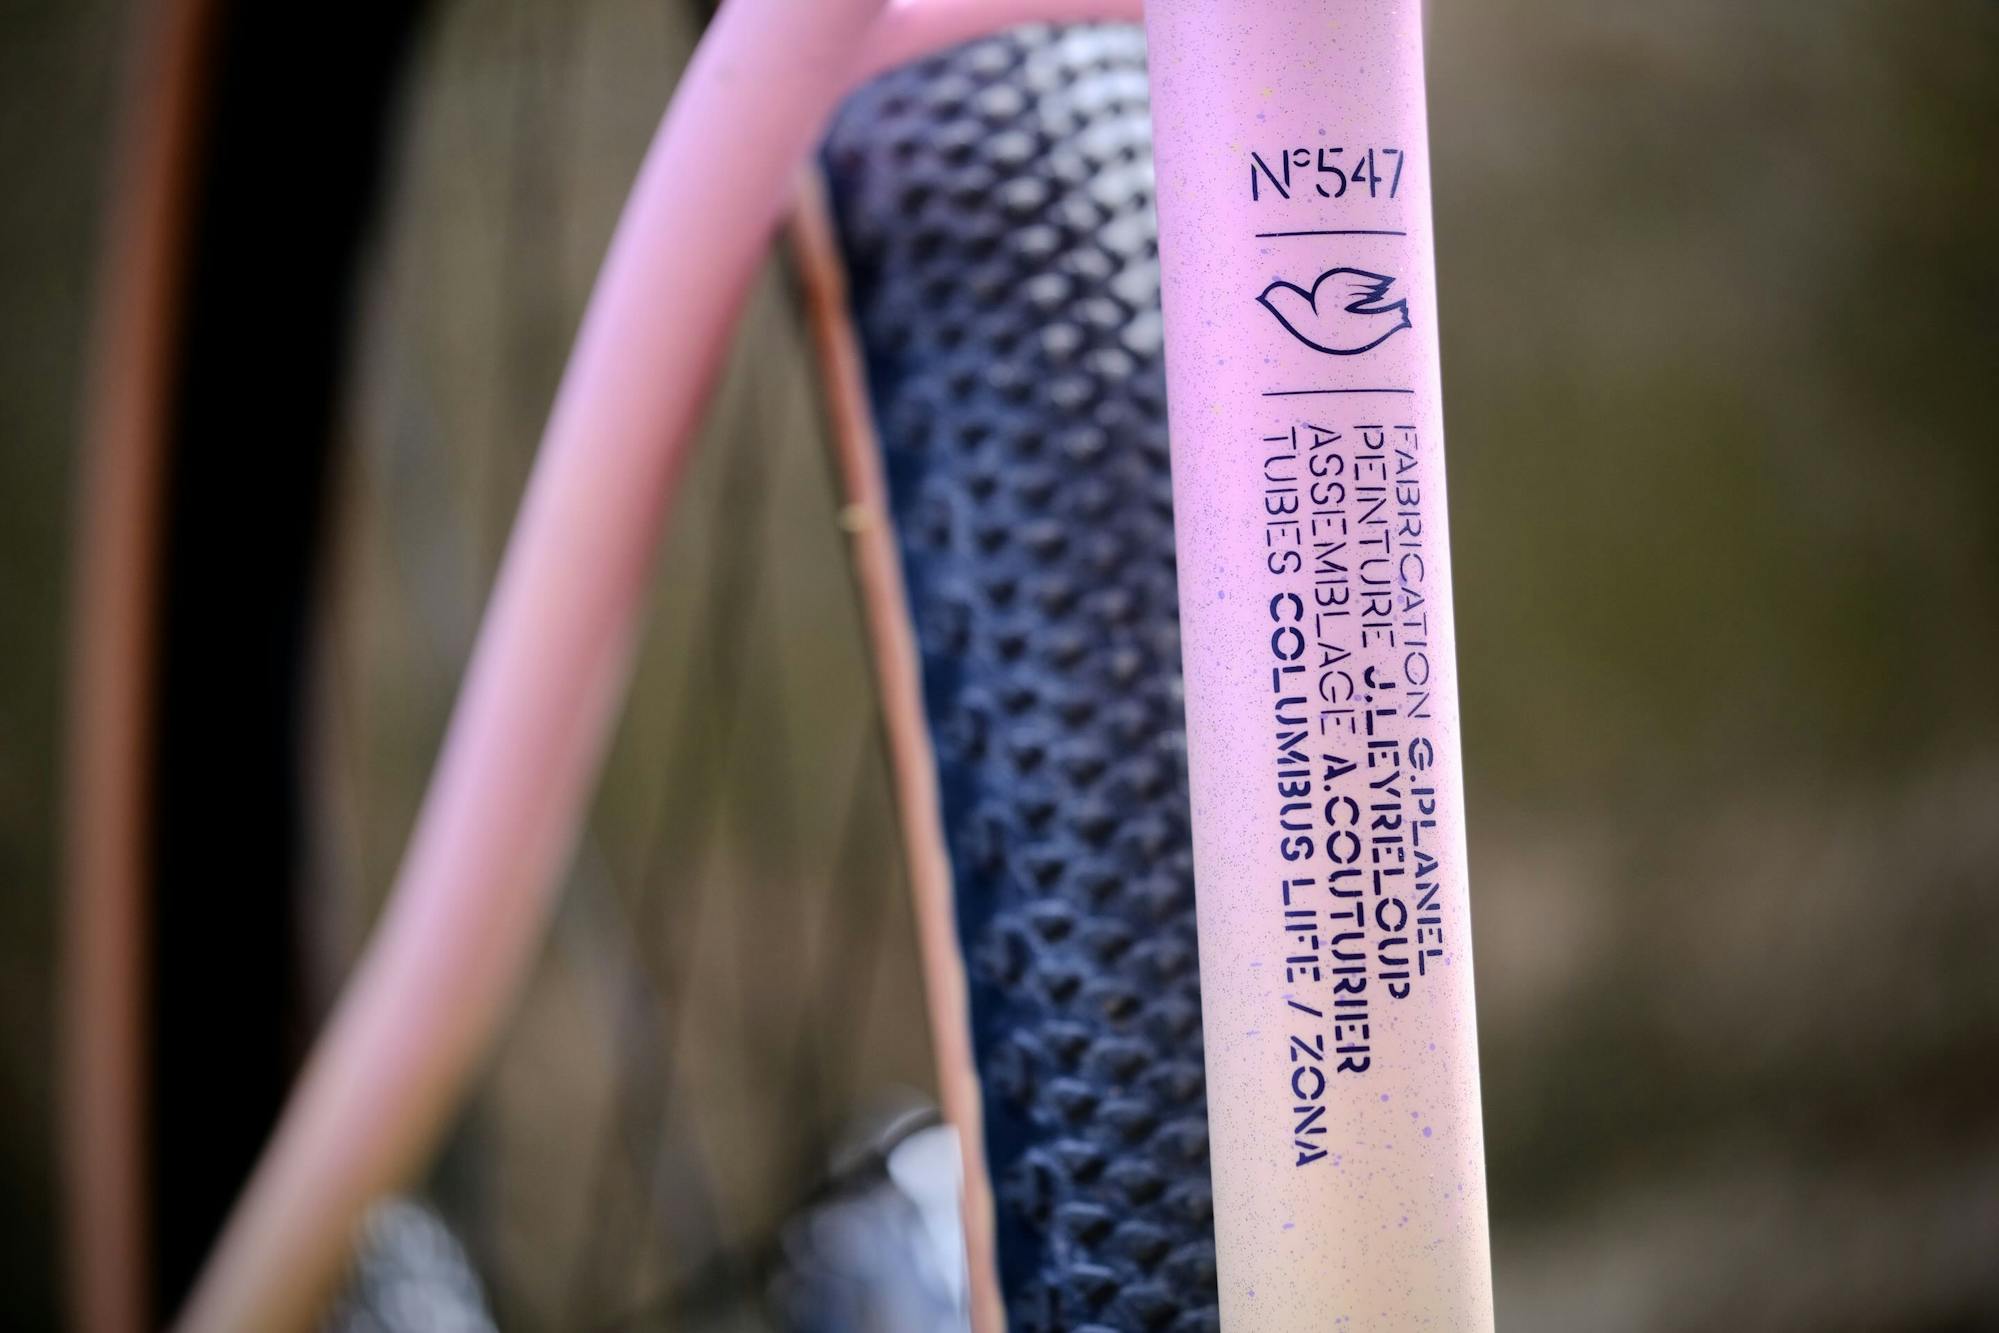 N°547
FABRICATION G.PLANEL
PEINTURE J.LEYRELOUP
ASSEMBLAGE A.COUTURIER
TUBES COLUMBUS LIFE / ZONA